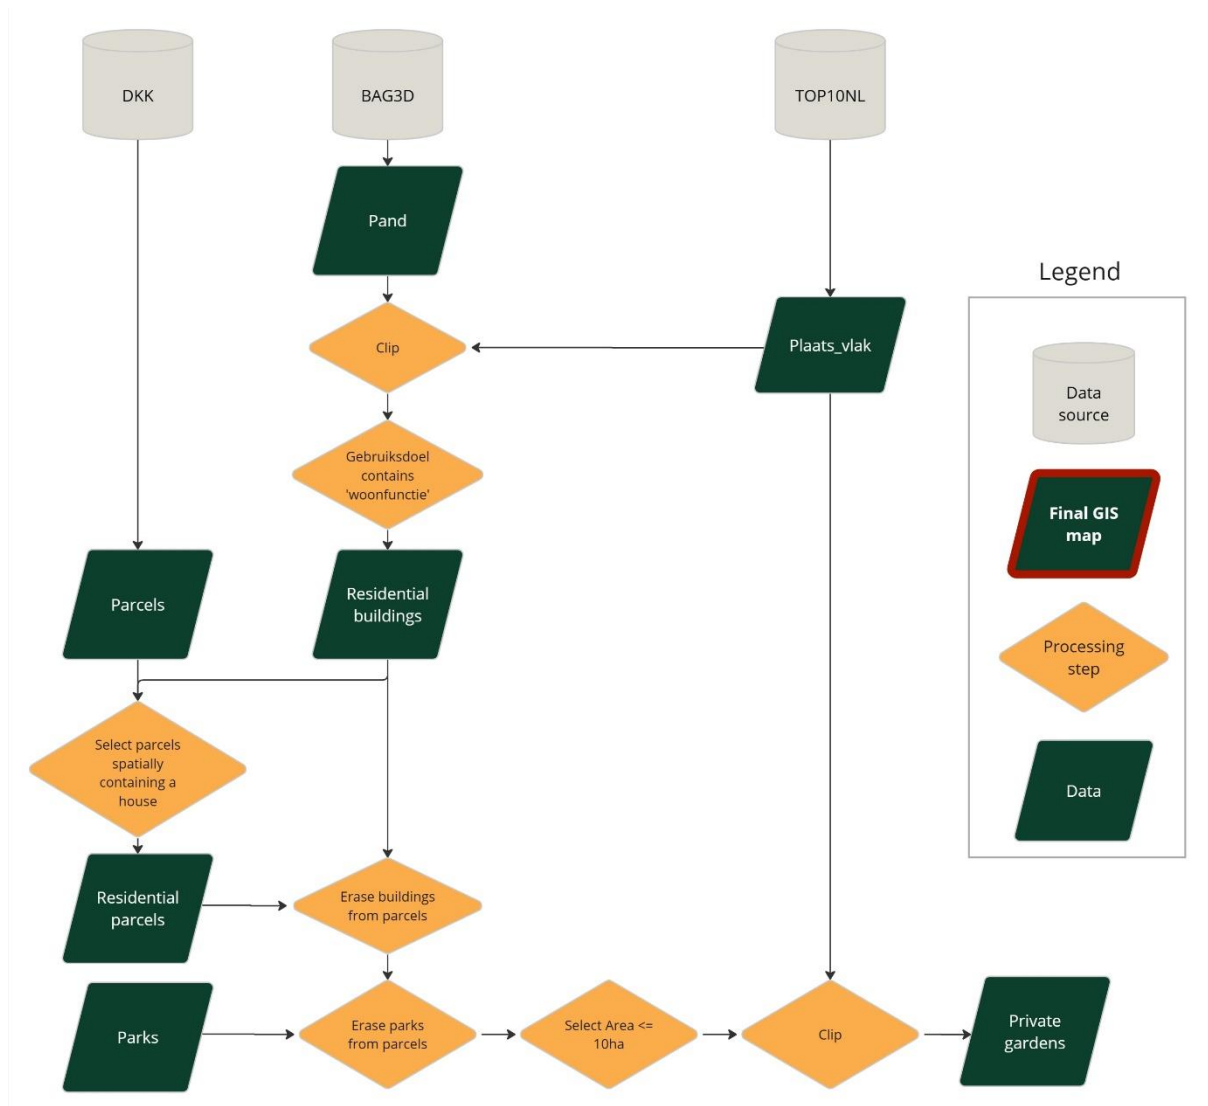 DKK
BAG3D
TOP10NL
Pand
Legend
Clip
Plaats_vlak
Data
source
Gebruiksdoel
contains
'woonfunctie'
Final GIS
map
Parcels
Residential
buildings
Processing
step
Select parcels
spatially
containing a
house
Data
Residential
parcels
Erase buildings
from parcels
Parks
Erase parks
from parcels
Select Area <=
10ha
Clip
Private
gardens